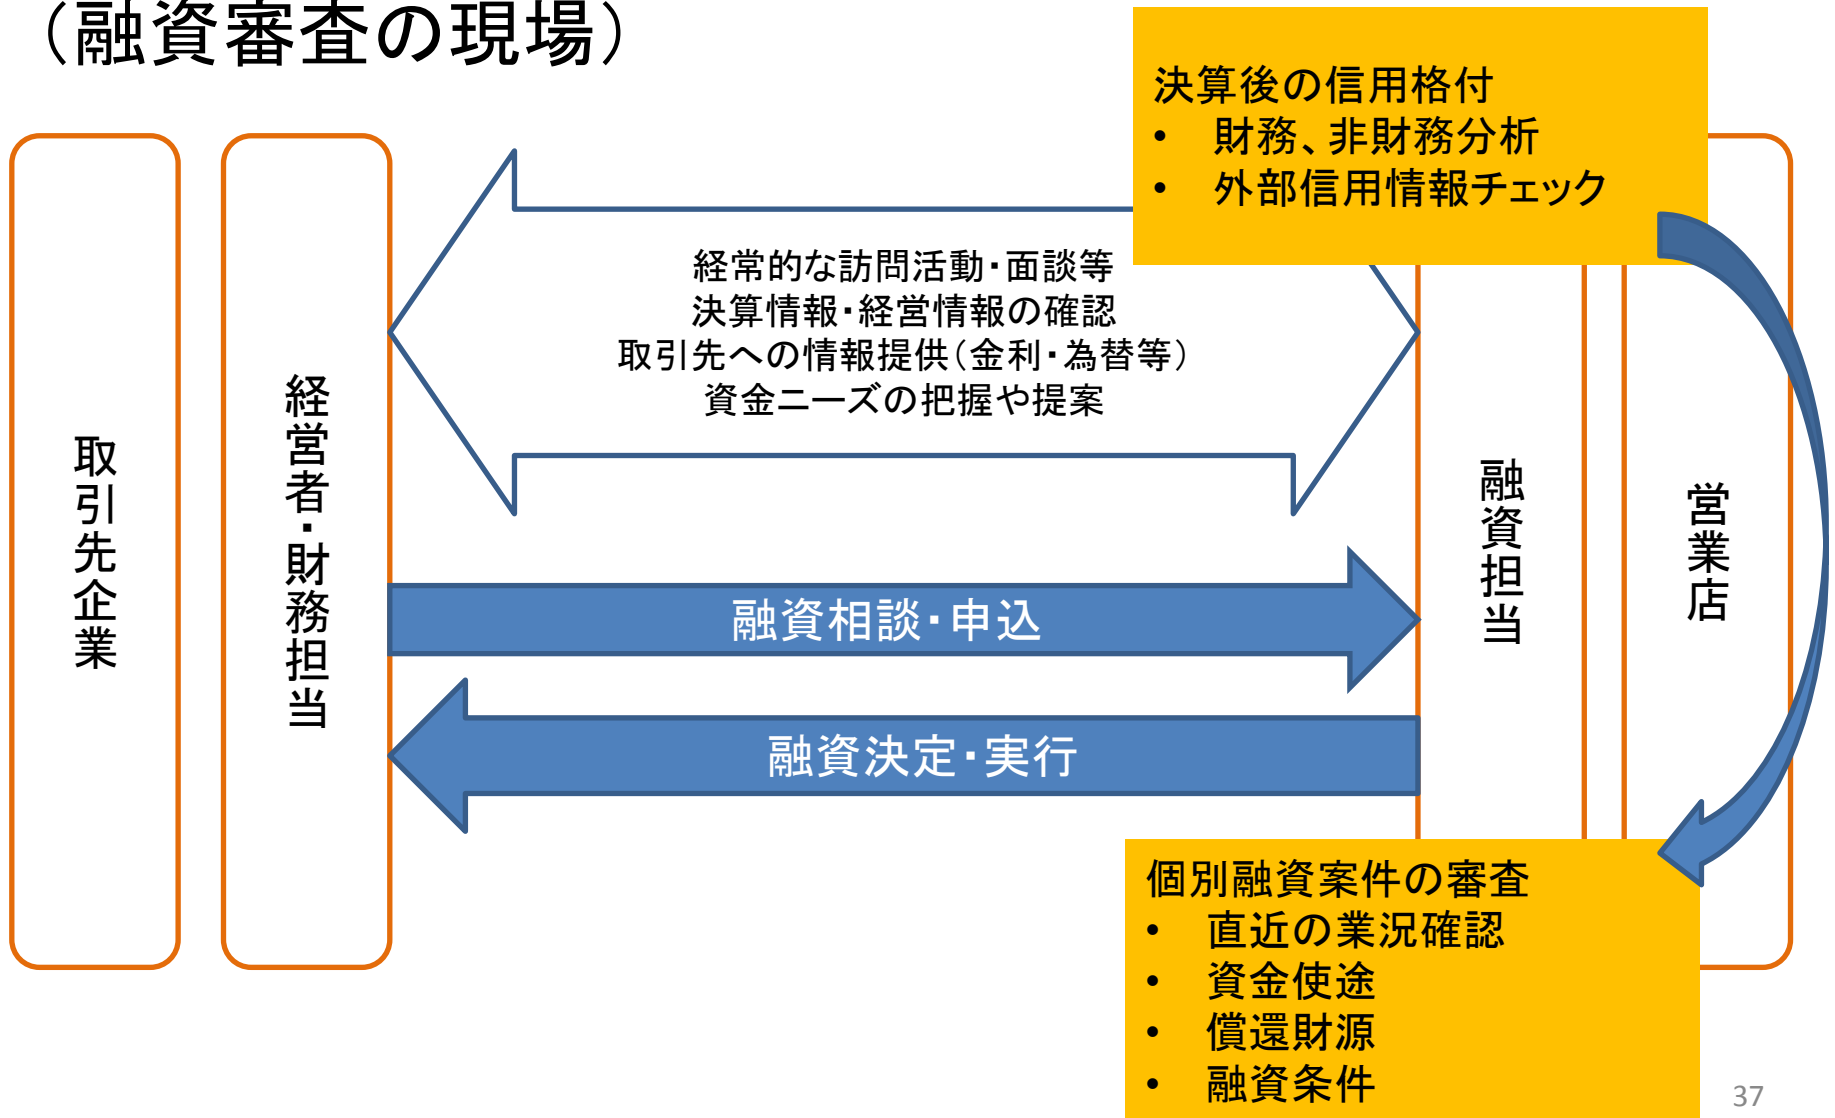 （融資審査の現場）
決算後の信用格付
• 財務、非財務分析
• 外部信用情報チェック
経常的な訪問活動・面談等
決算情報・経営情報の確認
取引先への情報提供（金利・為替等）
資金ニーズの把握や提案
取引先企業
経営者・財務担当
融資担当
営業店
融資相談・申込
融資決定・実行
個別融資案件の審査
• 直近の業況確認
• 資金使途
• 償還財源
• 融資条件
37